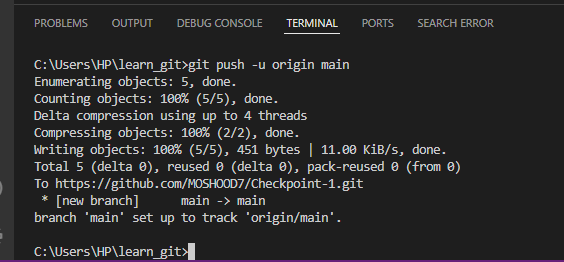 PROBLEMS OUTPUT DEBUG CONSOLE TERMINAL PORTS SEARCH ERROR
C:\Users\HP\learn_git>git push -u origin main
Enumerating objects: 5, done.
Counting objects: 100% (5/5), done.
Delta compression using up to 4 threads
Compressing objects: 100% (2/2), done.
Writing objects: 100% (5/5), 451 bytes | 11.00 KiB/s, done.
Total 5 (delta 0), reused 0 (delta 0), pack-reused 0 (from 0)
To https://github.com/MOSHOOD7/Checkpoint-1.git
 * [new branch]      main -> main
branch 'main' set up to track 'origin/main'.
C:\Users\HP\learn_git>